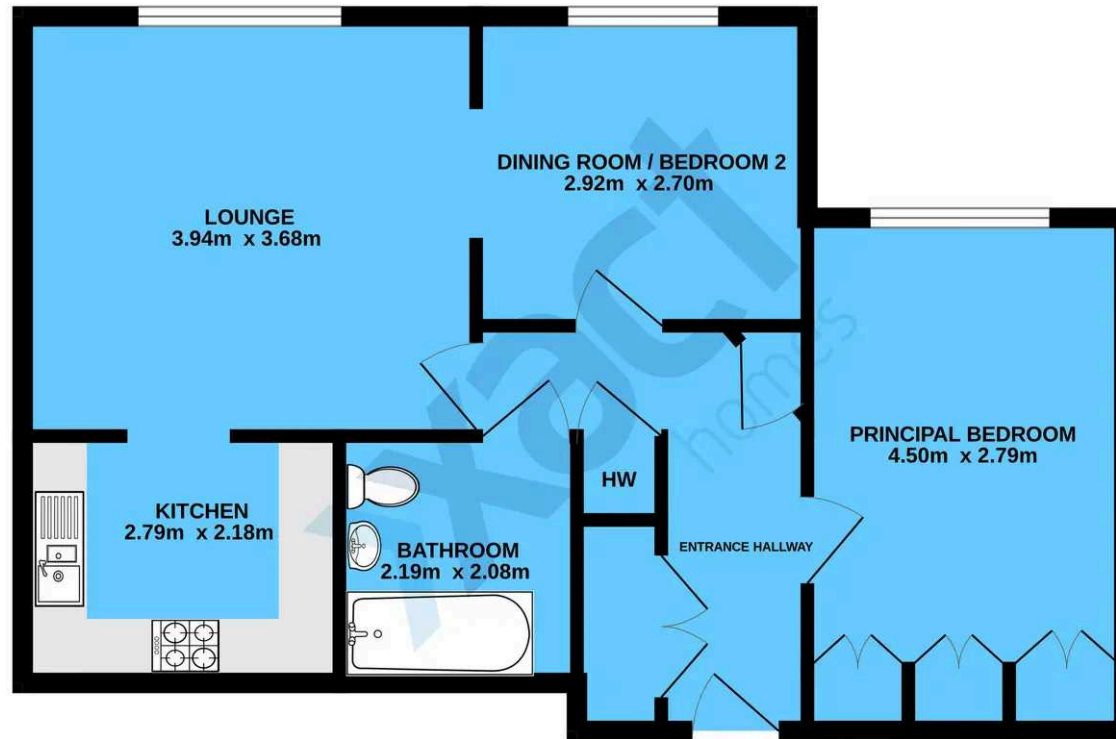 LOUNGE
3.94m x 3.68m
DINING ROOM / BEDROOM 2
2.92m x 2.70m
PRINCIPAL BEDROOM
4.50m x 2.79m
KITCHEN
2.79m x 2.18m
BATHROOM
2.19m x 2.08m
HW
ENTRANCE HALLWAY
xact
homes